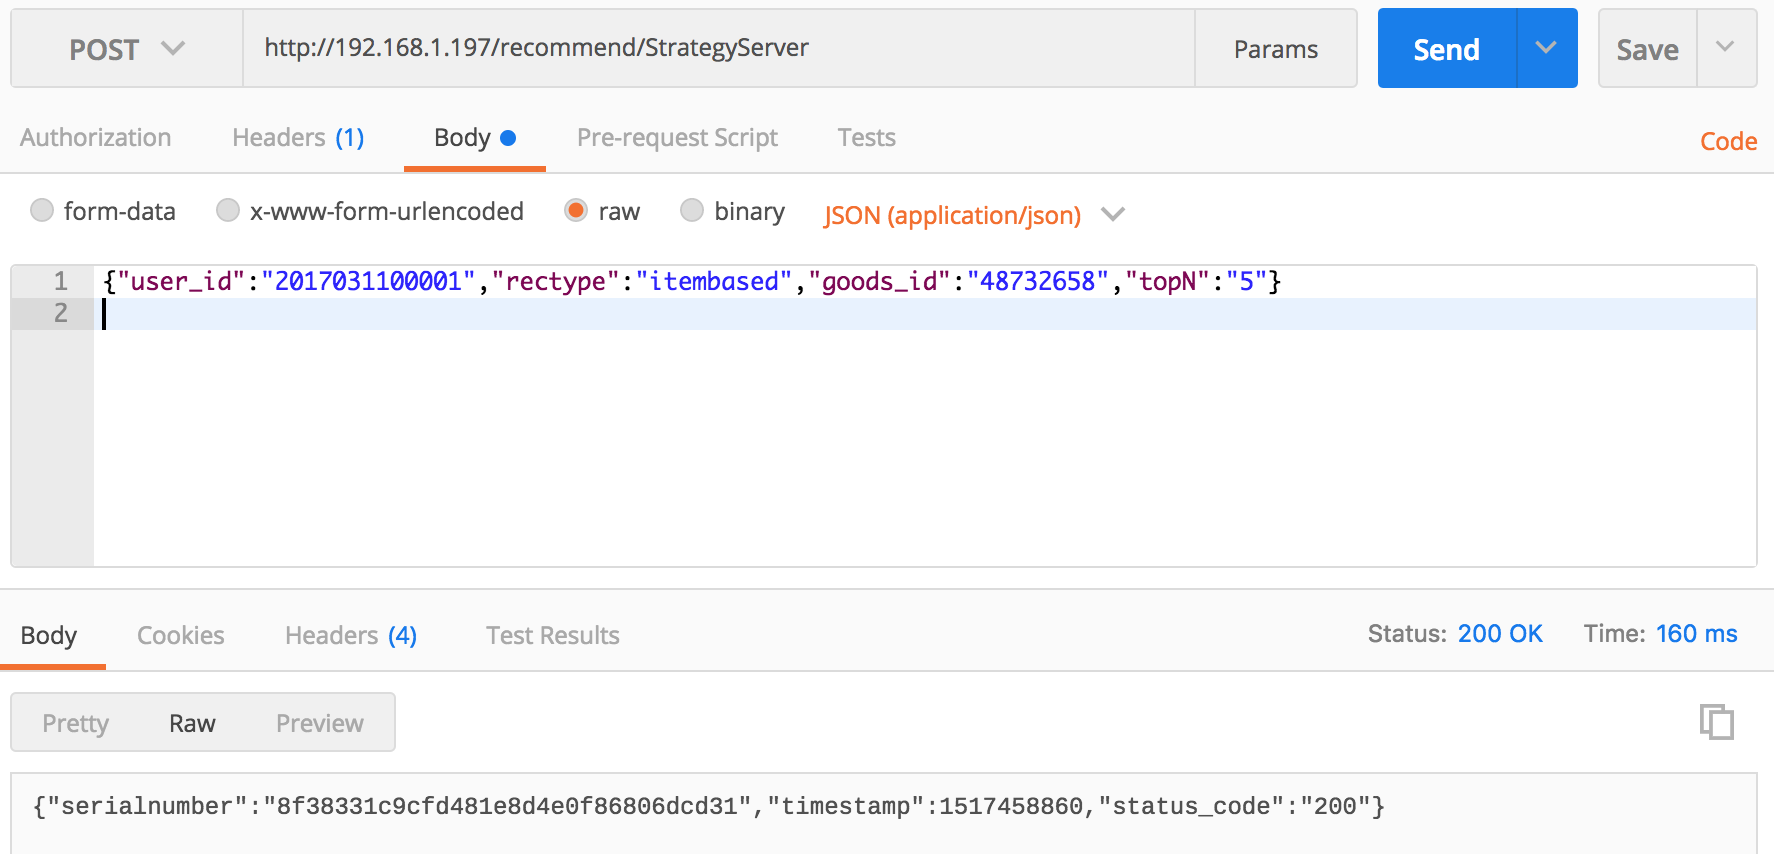 POST http://192.168.1.197/recommend/StrategyServer Params Send Save
Authorization Headers (1) Body Pre-request Script Tests Code
form-data x-www-form-urlencoded raw binary JSON (application/json)
1 {"user_id":"2017031100001","rectype":"itembased","goods_id":"48732658","topN":"5"}
2
Body Cookies Headers (4) Test Results Status: 200 OK Time: 160 ms
Pretty Raw Preview
{"serialnumber":"8f38331c9cfd481e8d4e0f86806dcd31","timestamp":1517458860,"status_code":"200"}